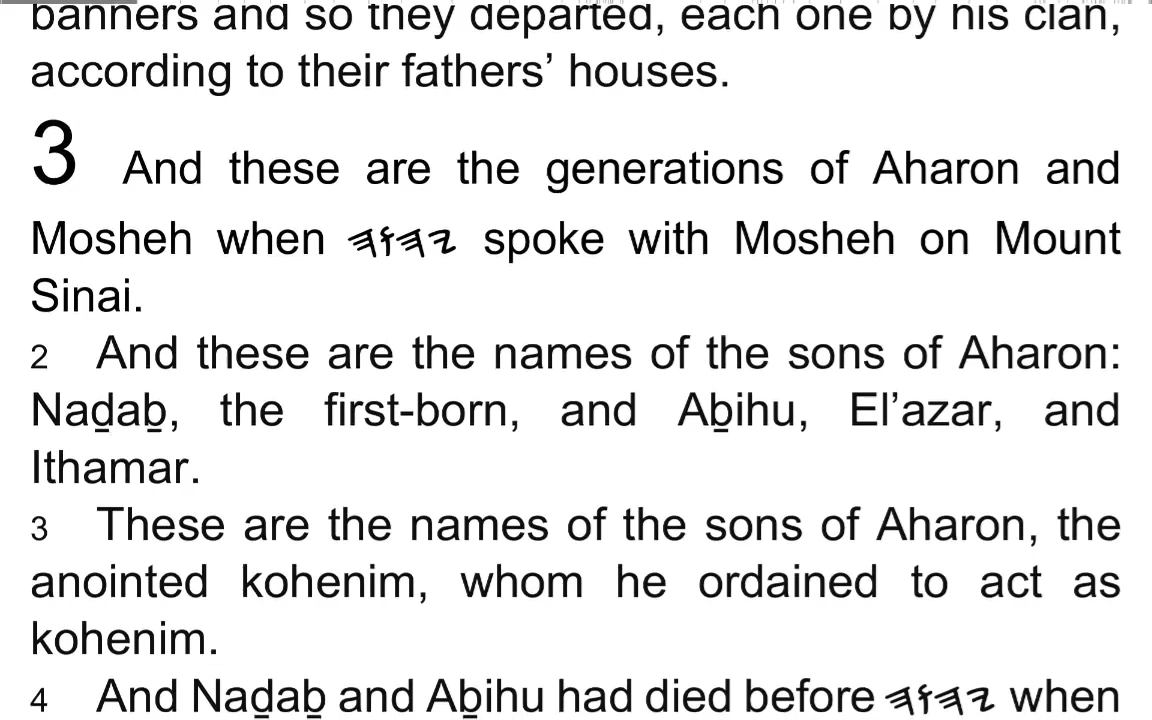 banners and so they departed, each one by his clan,
according to their fathers’ houses.
3 And these are the generations of Aharon and
Mosheh when 𐤉𐤄𐤅𐤄 spoke with Mosheh on Mount
Sinai.
2 And these are the names of the sons of Aharon:
Naḏaḇ, the first-born, and Aḇihu, El’azar, and
Ithamar.
3 These are the names of the sons of Aharon, the
anointed kohenim, whom he ordained to act as
kohenim.
4 And Naḏaḇ and Aḇihu had died before 𐤉𐤄𐤅𐤄 when